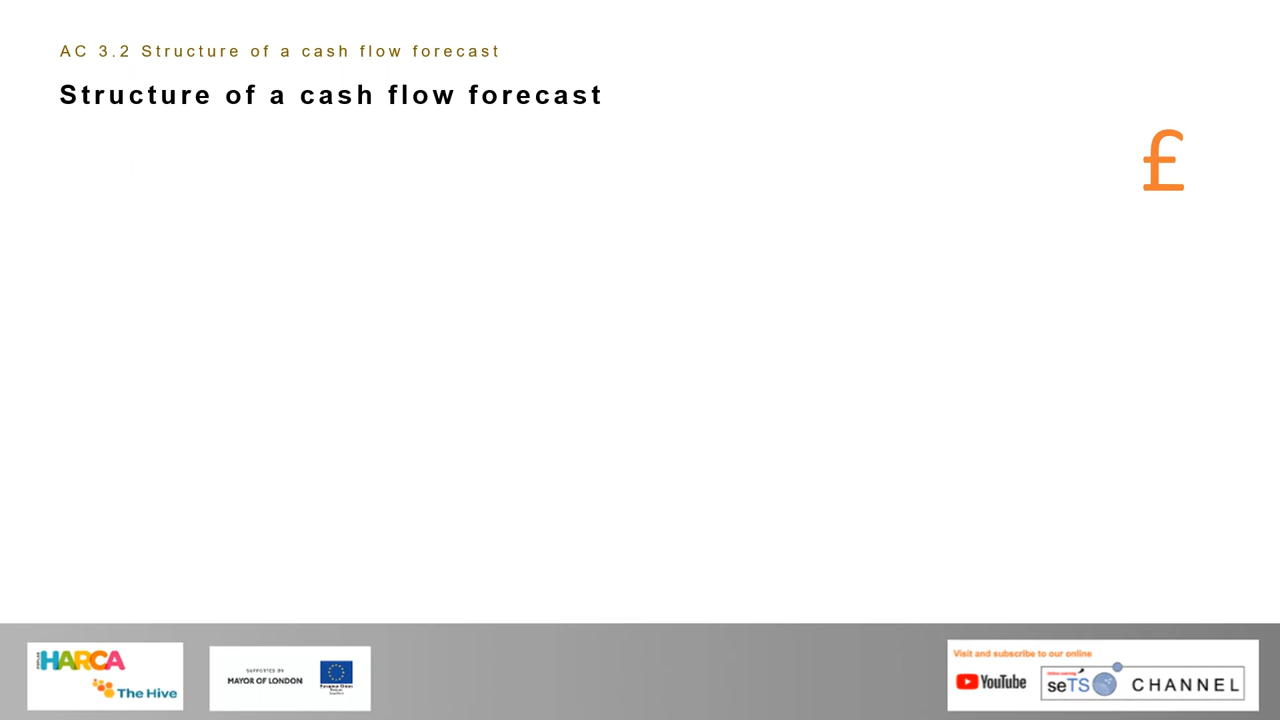 AC 3.2 Structure of a cash flow forecast
Structure of a cash flow forecast
£
HARCA
The Hive
SUPPORTED BY
MAYOR OF LONDON
Visit and subscribe to our online
YouTube
seTS
CHANNEL